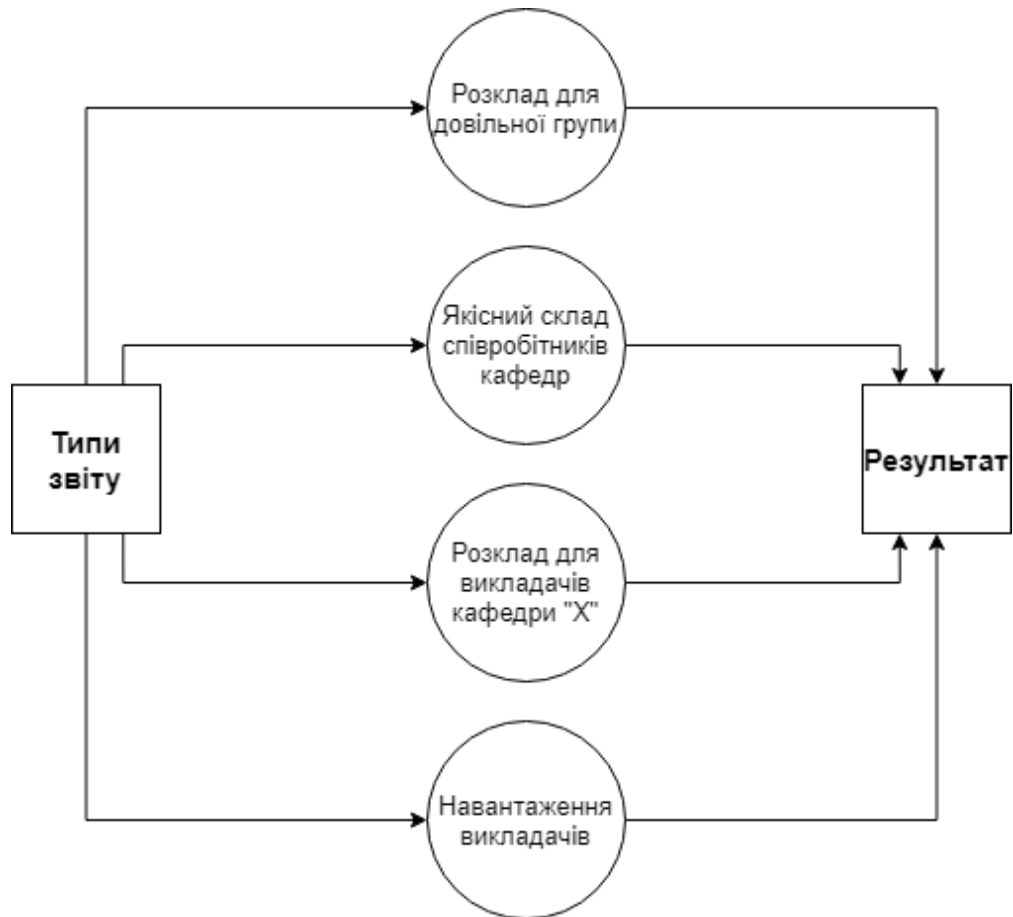 Розклад для
довільної групи
Якісний склад
співробітників
кафедр
Типи
звіту
Результат
Розклад для
викладачів
кафедри "Х"
Навантаження
викладачів